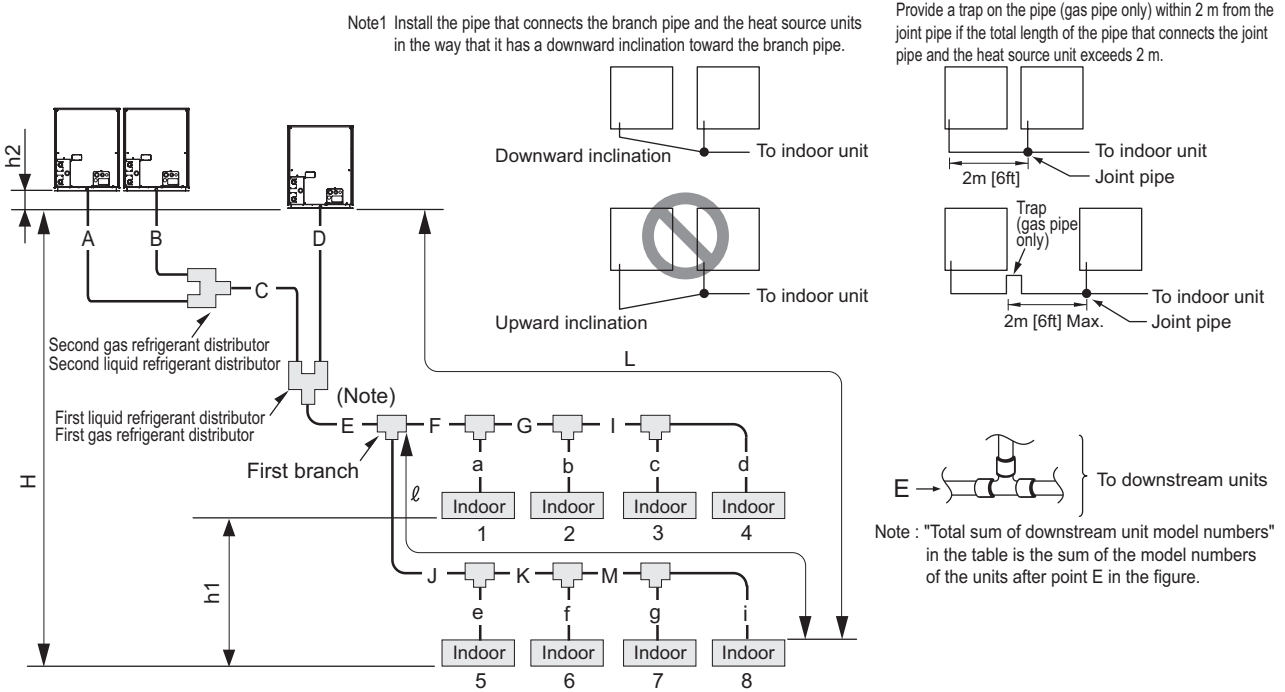 Note1 Install the pipe that connects the branch pipe and the heat source units
in the way that it has a downward inclination toward the branch pipe.
Provide a trap on the pipe (gas pipe only) within 2 m from the
joint pipe if the total length of the pipe that connects the joint
pipe and the heat source unit exceeds 2 m.
Downward inclination
To indoor unit
Upward inclination
To indoor unit
To indoor unit
2m [6ft]
Joint pipe
Trap
(gas pipe
only)
To indoor unit
2m [6ft] Max.
Joint pipe
h2
A
B
D
C
Second gas refrigerant distributor
Second liquid refrigerant distributor
First liquid refrigerant distributor
First gas refrigerant distributor
(Note)
L
H
E
F
G
I
First branch
a
b
c
d
ℓ
Indoor
Indoor
Indoor
Indoor
1
2
3
4
h1
J
K
M
e
f
g
i
Indoor
Indoor
Indoor
Indoor
5
6
7
8
E
To downstream units
Note : "Total sum of downstream unit model numbers"
in the table is the sum of the model numbers
of the units after point E in the figure.